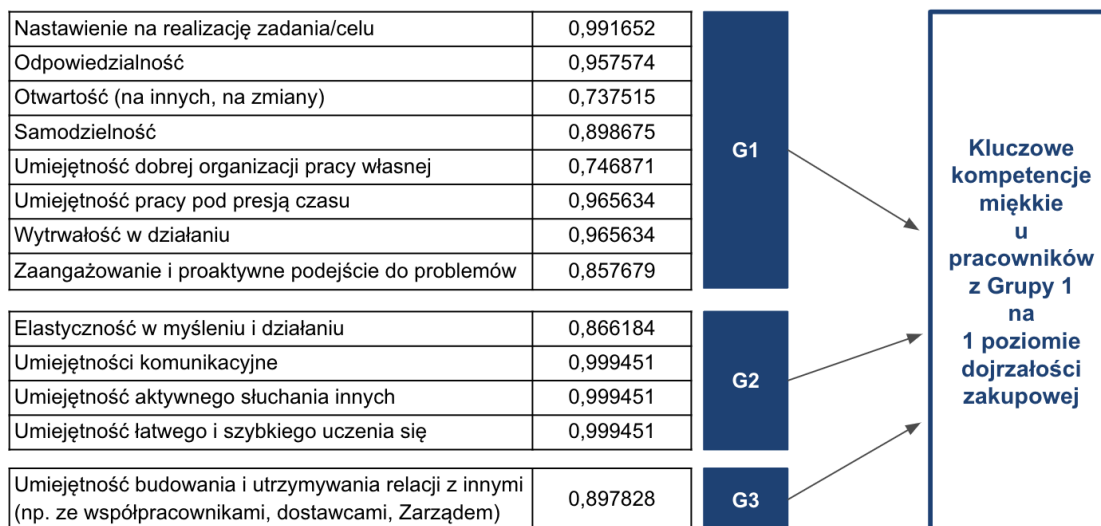 Nastawienie na realizację zadania/celu 0,991652
Odpowiedzialność 0,957574
Otwartość (na innych, na zmiany) 0,737515
Samodzielność 0,898675
Umiejętność dobrej organizacji pracy własnej 0,746871
Umiejętność pracy pod presją czasu 0,965634
Wytrwałość w działaniu 0,965634
Zaangażowanie i proaktywne podejście do problemów 0,857679
G1
Elastyczność w myśleniu i działaniu 0,866184
Umiejętności komunikacyjne 0,999451
Umiejętność aktywnego słuchania innych 0,999451
Umiejętność łatwego i szybkiego uczenia się 0,999451
G2
Umiejętność budowania i utrzymywania relacji z innymi
(np. ze współpracownikami, dostawcami, Zarządem)
0,897828
G3
Kluczowe
kompetencje
miękkie
u
pracowników
z Grupy 1
na
1 poziomie
dojrzałości
zakupowej